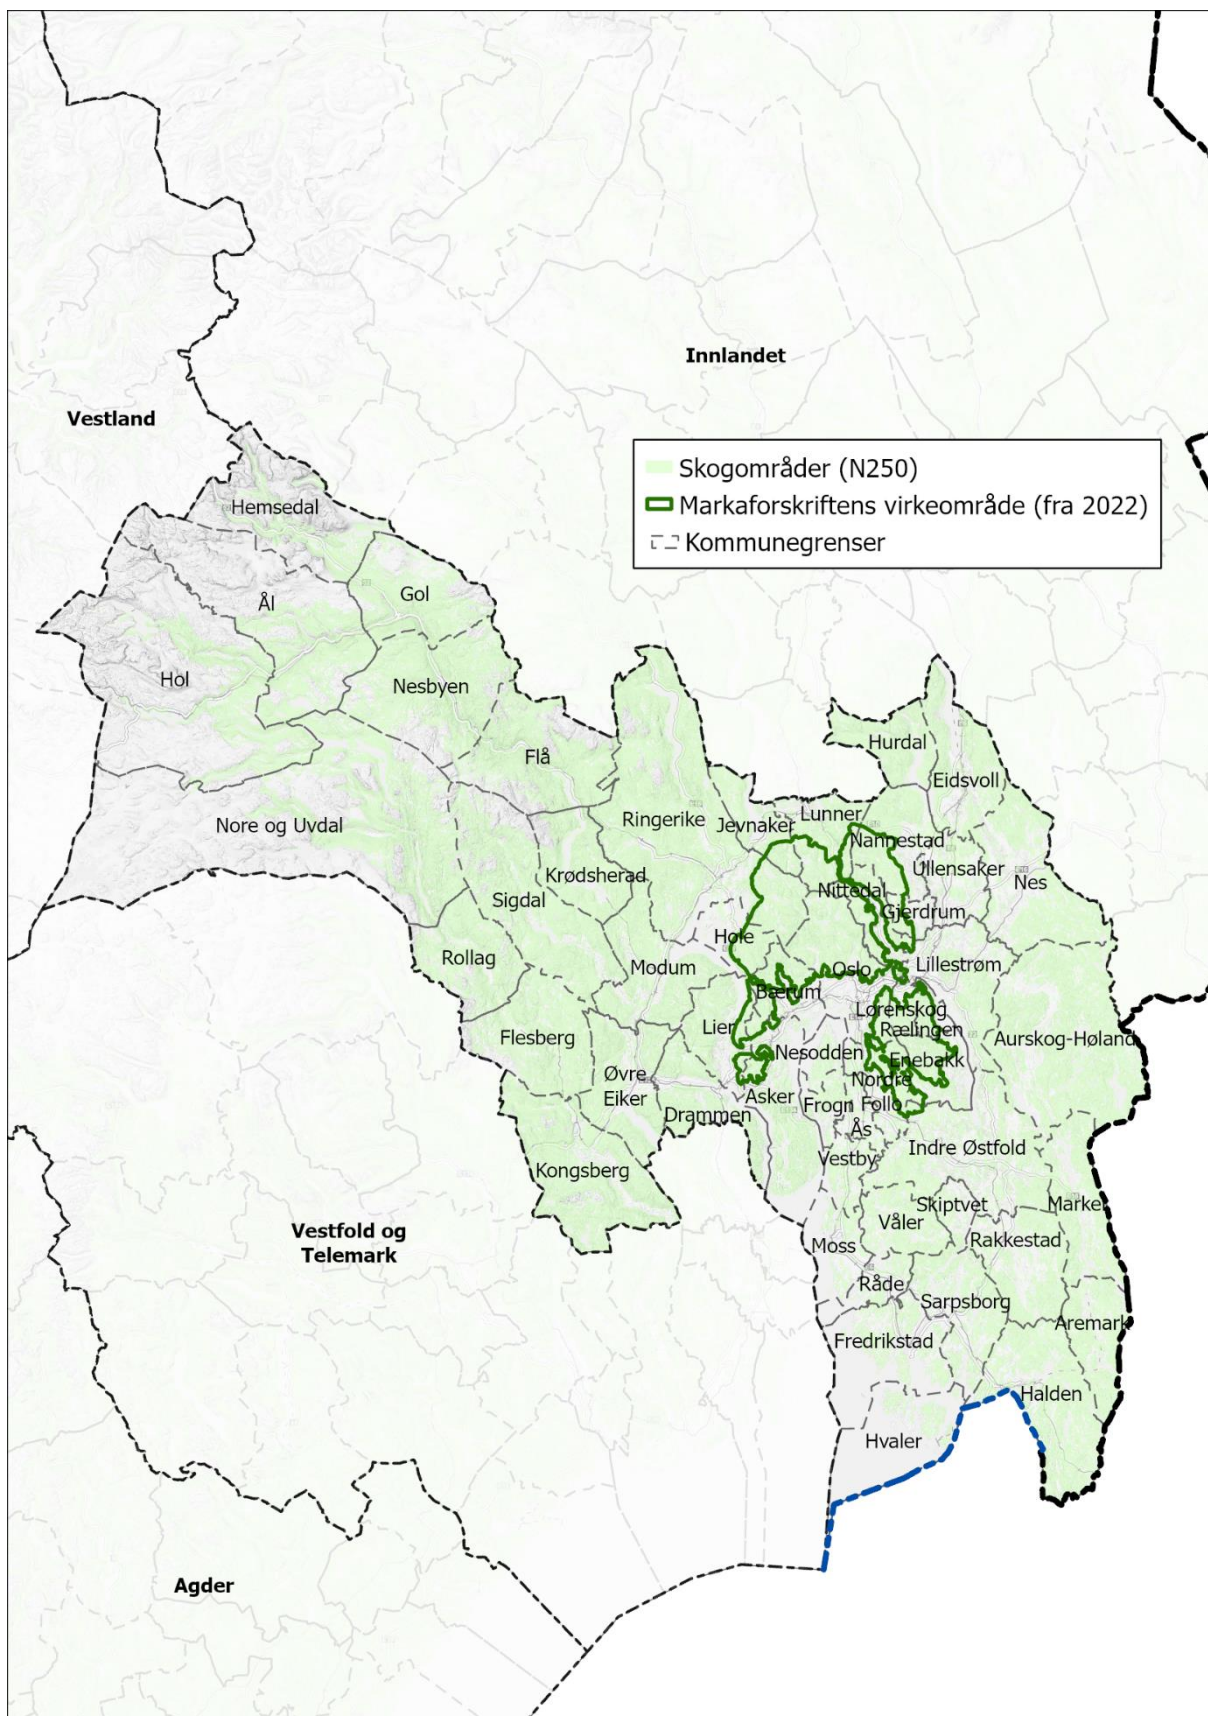 Innlandet
Vestland
Skogområder (N250)
Markaforskriftens virkeområde (fra 2022)
Kommunegrenser
Hemsedal
Gol
Ål
Hol
Nesbyen
Hurdal
Flå
Eidsvoll
Nore og Uvdal
Ringerike
Jevnaker
Lunner
Nannestad
Ullensaker
Nes
Krødsherad
Nittedal
Sigdal
Gjerdrum
Hole
Rollag
Modum
Oslo
Lillestrøm
Bærum
Lørenskog
Lier
Rælingen
Flesberg
Aurskog-Høland
Nesodden
Enebakk
Øvre
Eiker
Nordre
Follo
Asker
Frogn
Drammen
Ås
Indre Østfold
Vestby
Kongsberg
Skiptvet
Marker
Våler
Vestfold og
Telemark
Moss
Rakkestad
Råde
Sarpsborg
Aremark
Fredrikstad
Halden
Hvaler
Agder